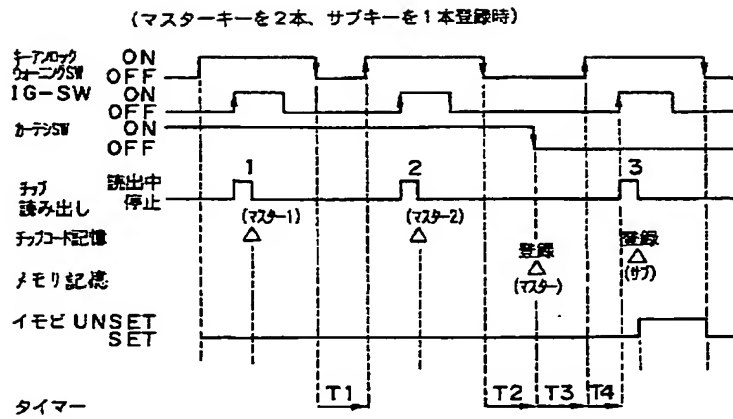 (マスターキーを2本、サブキーを1本登録時)
キーアンロック
ウォーニングSW
ON
OFF
IG-SW
ON
OFF
カーテシSW
ON
OFF
1
2
3
チップ
読み出し
読出中
停止
(マスター1)
(マスター2)
チップコード記憶
登録
(マスター)
登録
(サブ)
メモリ記憶
イモビ UNSET
SET
T1
T2
T3
T4
タイマー